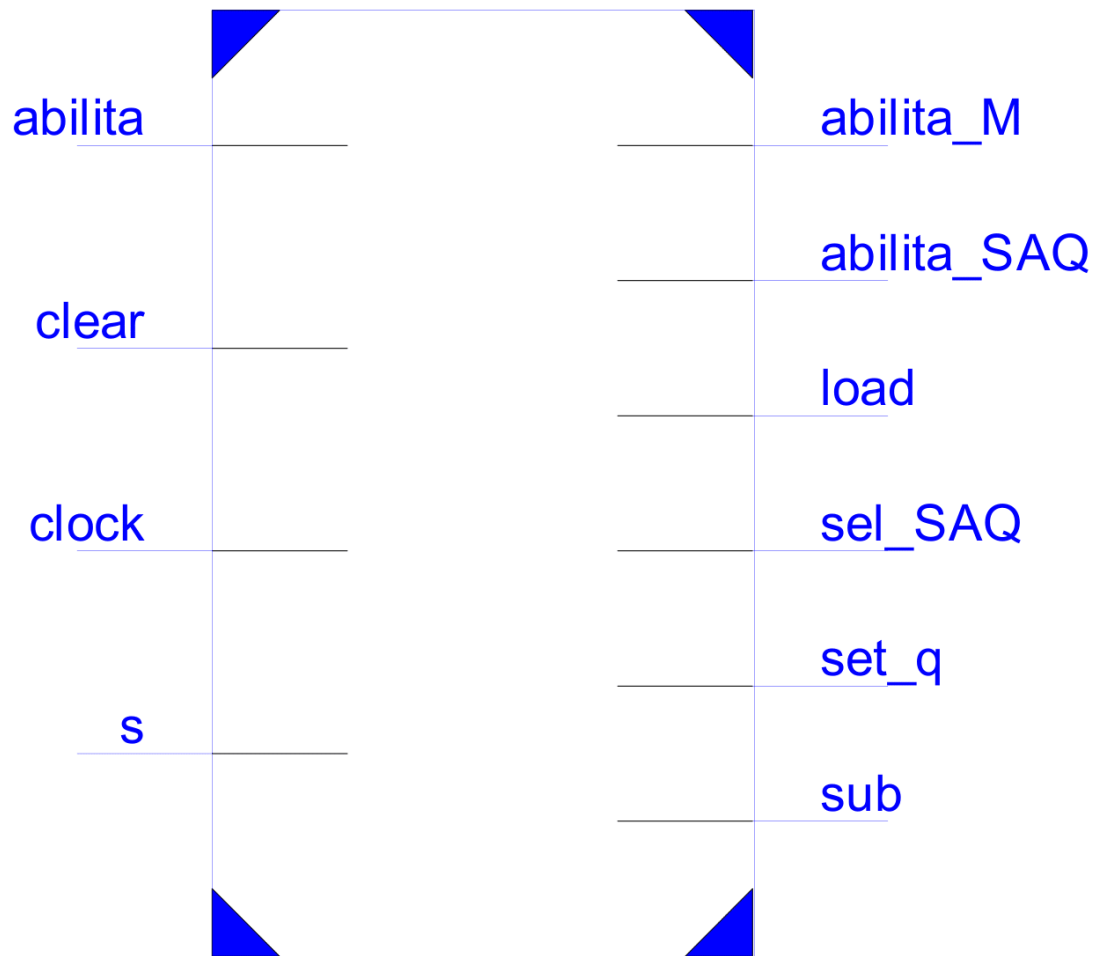 abilita
clear
clock
s
abilita_M
abilita_SAQ
load
sel_SAQ
set_q
sub